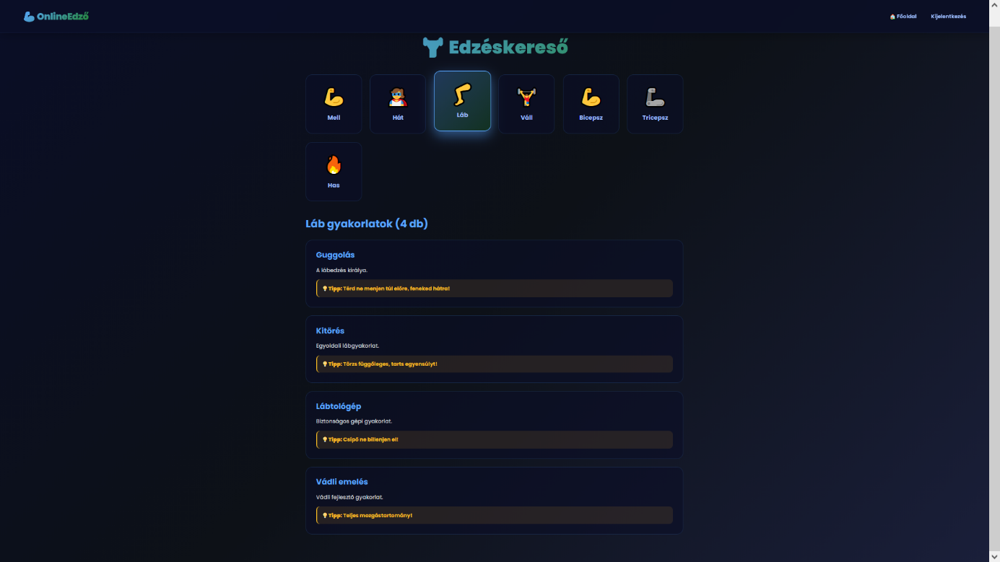 OnlineEdző
Főoldal
Kijelentkezés
Edzéskereső
Mell
Hát
Láb
Váll
Bicepsz
Tricepsz
Has
Láb gyakorlatok (4 db)
Guggolás
A lábedzés királya.
Tipp: Térd ne menjen túl előre, feneked hátra!
Kitörés
Egyoldali lábgyakorlat.
Tipp: Törzs függőleges, tarts egyensúlyt!
Lábtológép
Biztonságos gépi gyakorlat.
Tipp: Csípő ne billenjen el!
Vádli emelés
Vádli fejlesztő gyakorlat.
Tipp: Teljes mozgástartomány!